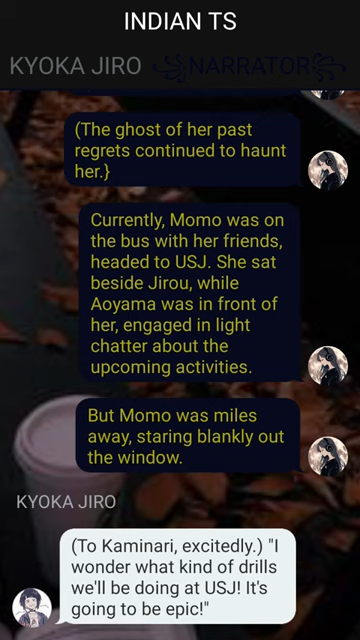 INDIAN TS
KYOKA JIRO ꧁NARRATOR꧂
(The ghost of her past
regrets continued to haunt
her.}
Currently, Momo was on
the bus with her friends,
headed to USJ. She sat
beside Jirou, while
Aoyama was in front of
her, engaged in light
chatter about the
upcoming activities.
But Momo was miles
away, staring blankly out
the window.
KYOKA JIRO
(To Kaminari, excitedly.) "I
wonder what kind of drills
we'll be doing at USJ! It's
going to be epic!"